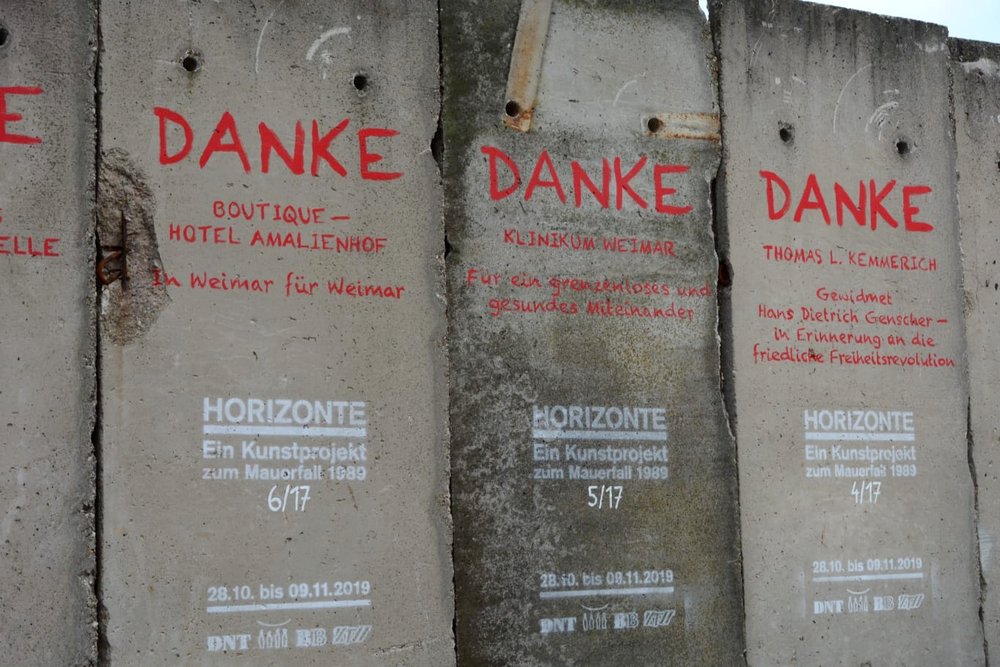 E
ELLE
DANKE
BOUTIQUE—
HOTEL AMALIENHOF
In Weimar für Weimar
HORIZONTE
Ein Kunstprojekt
zum Mauerfall 1989
6/17
28.10. bis 09.11.2019
DNT
DANKE
KLINIKUM WEIMAR
Für ein grenzenloses und
gesundes Miteinander
HORIZONTE
Ein Kunstprojekt
zum Mauerfall 1989
5/17
28.10. bis 09.11.2019
DNT
DANKE
THOMAS L. KEMMERICH
Gewidmet
Hans Dietrich Genscher—
in Erinnerung an die
friedliche Freiheitsrevolution
HORIZONTE
Ein Kunstprojekt
zum Mauerfall 1989
4/17
28.10. bis 09.11.2019
DNT